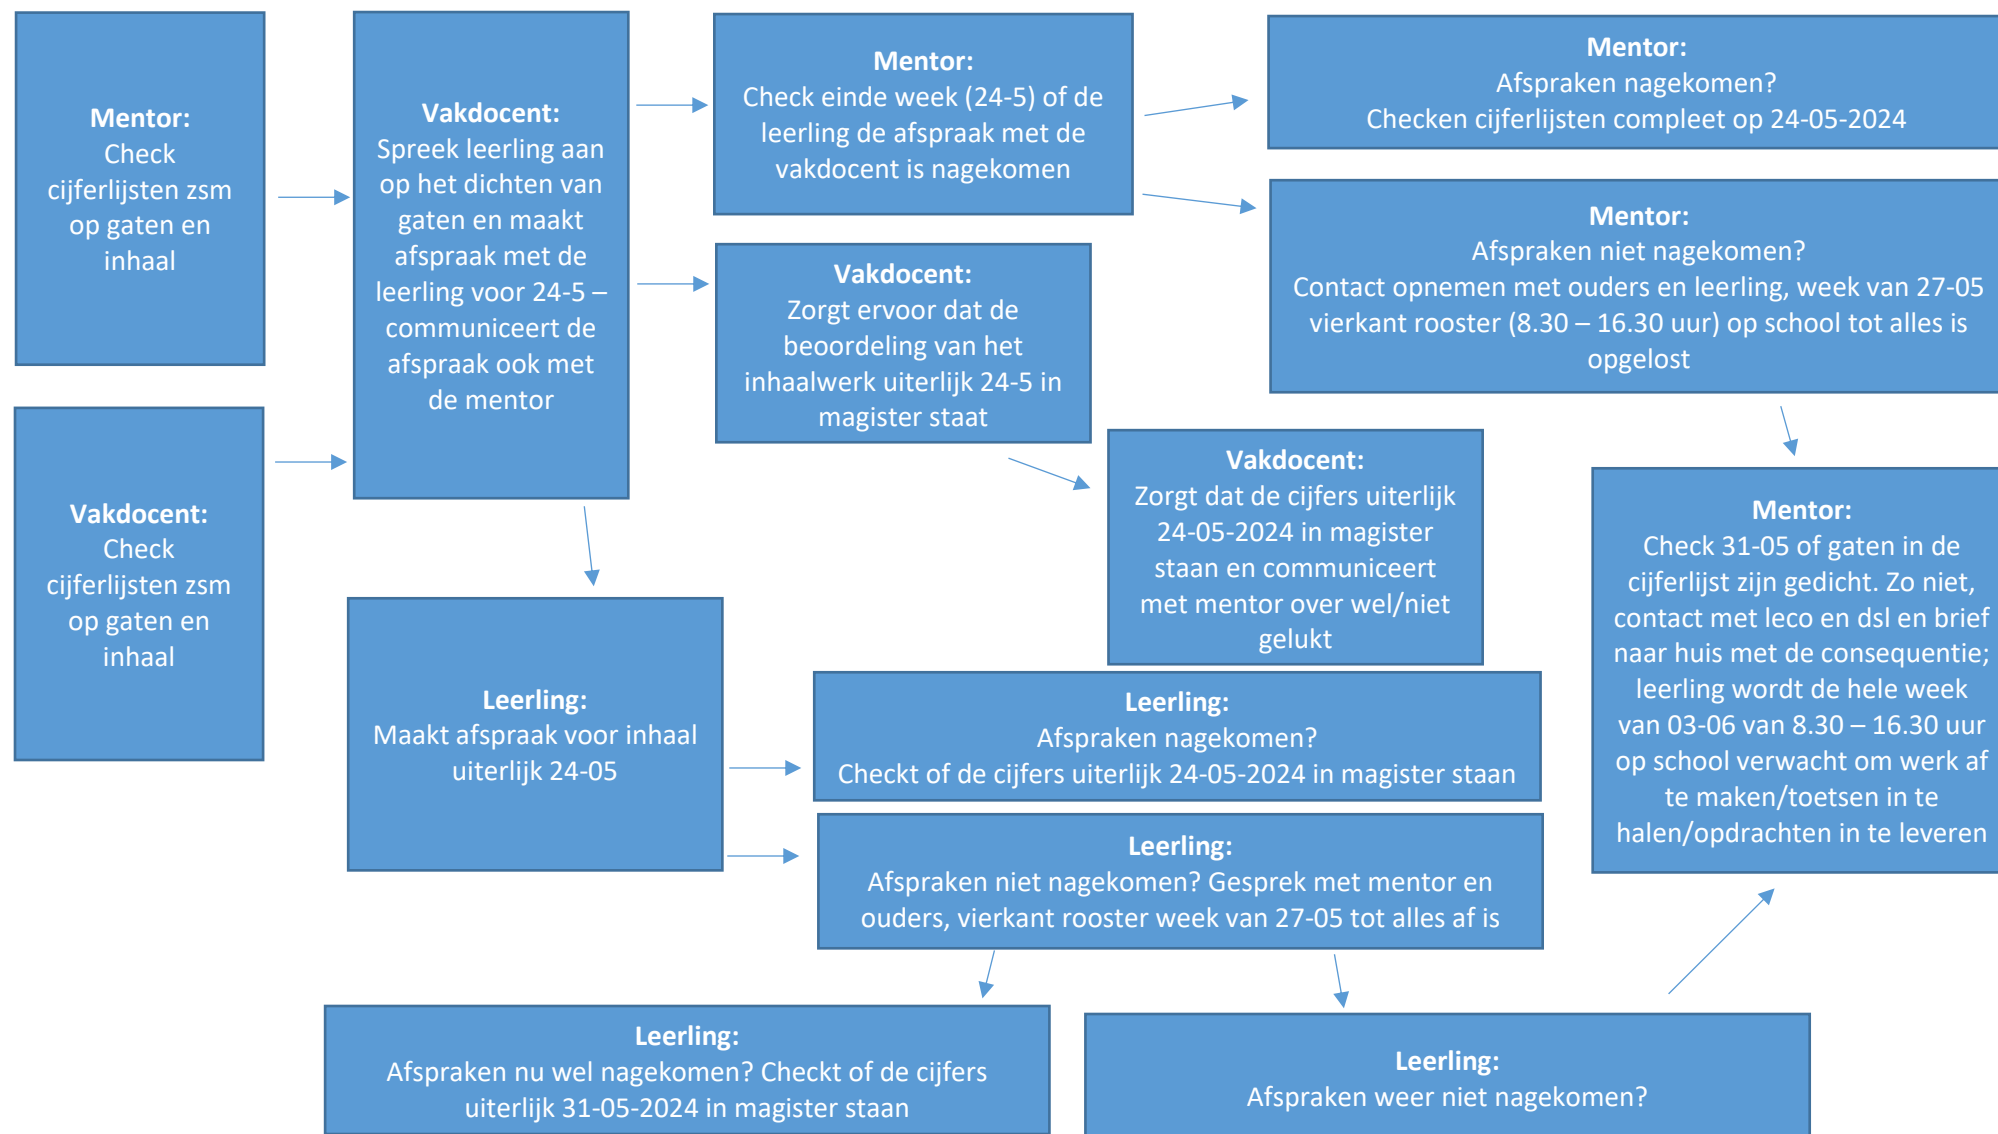 Mentor:
Check
cijferlijsten zsm
op gaten en
inhaal
Vakdocent:
Check
cijferlijsten zsm
op gaten en
inhaal
Vakdocent:
Spreek leerling aan
op het dichten van
gaten en maakt
afspraak met de
leerling voor 24-5 –
communiceert de
afspraak ook met
de mentor
Mentor:
Check einde week (24-5) of de
leerling de afspraak met de
vakdocent is nagekomen
Vakdocent:
Zorgt ervoor dat de
beoordeling van het
inhaalwerk uiterlijk 24-5 in
magister staat
Mentor:
Afspraken nagekomen?
Checken cijferlijsten compleet op 24-05-2024
Mentor:
Afspraken niet nagekomen?
Contact opnemen met ouders en leerling, week van 27-05
vierkant rooster (8.30 – 16.30 uur) op school tot alles is
opgelost
Vakdocent:
Zorgt dat de cijfers uiterlijk
24-05-2024 in magister
staan en communiceert
met mentor over wel/niet
gelukt
Mentor:
Check 31-05 of gaten in de
cijferlijst zijn gedicht. Zo niet,
contact met leco en dsl en brief
naar huis met de consequentie;
leerling wordt de hele week
van 03-06 van 8.30 – 16.30 uur
op school verwacht om werk af
te maken/toetsen in te
halen/opdrachten in te leveren
Leerling:
Maakt afspraak voor inhaal
uiterlijk 24-05
Leerling:
Afspraken nagekomen?
Checkt of de cijfers uiterlijk 24-05-2024 in magister staan
Leerling:
Afspraken niet nagekomen? Gesprek met mentor en
ouders, vierkant rooster week van 27-05 tot alles af is
Leerling:
Afspraken nu wel nagekomen? Checkt of de cijfers
uiterlijk 31-05-2024 in magister staan
Leerling:
Afspraken weer niet nagekomen?